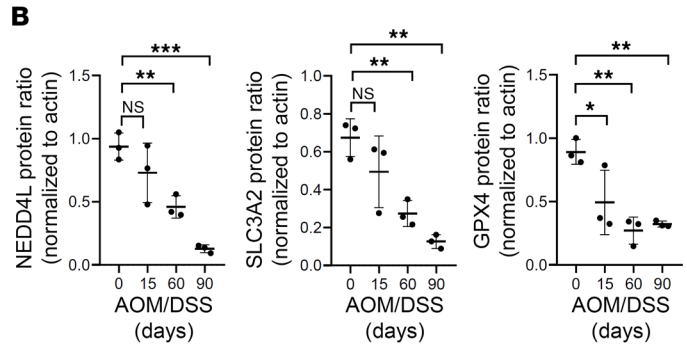 B
NEDD4L protein ratio
(normalized to actin)
1.5
1.0
0.5
0.0
NS
**
***
0 15 60 90
AOM/DSS
(days)
SLC3A2 protein ratio
(normalized to actin)
1.0
0.8
0.6
0.4
0.2
0.0
NS
**
**
0 15 60 90
AOM/DSS
(days)
GPX4 protein ratio
(normalized to actin)
1.5
1.0
0.5
0.0
*
**
**
0 15 60 90
AOM/DSS
(days)